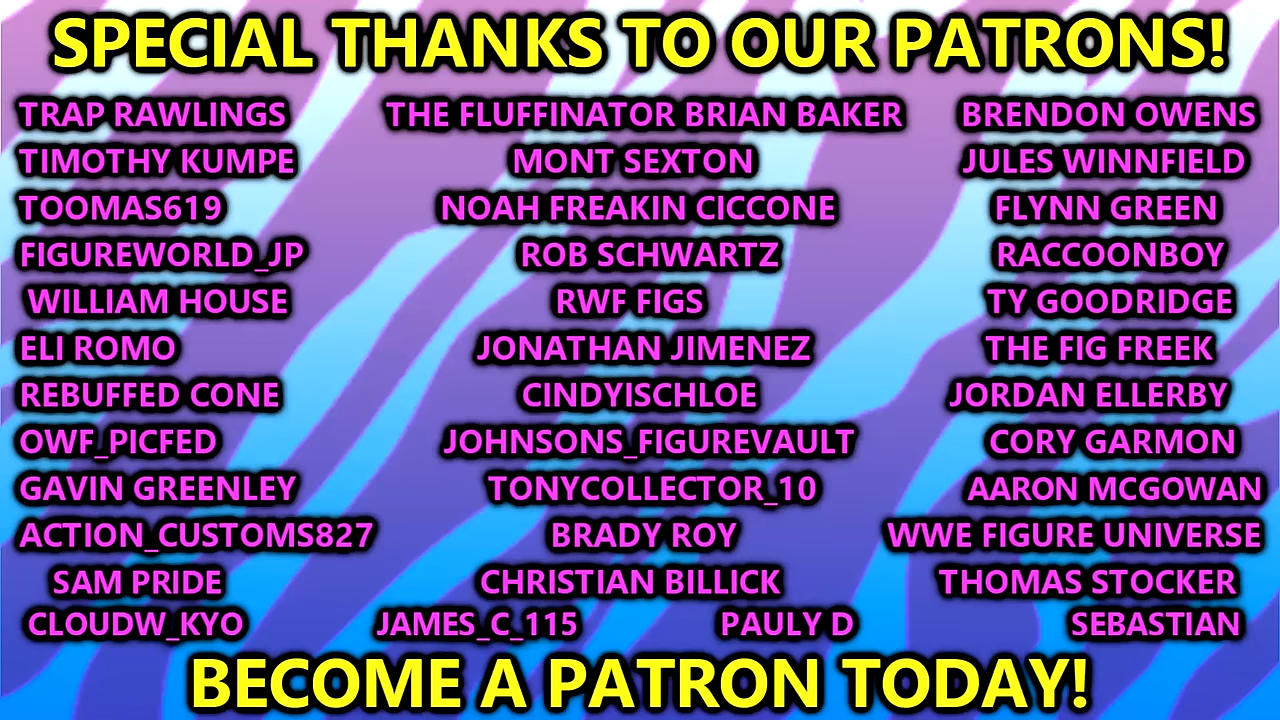 SPECIAL THANKS TO OUR PATRONS!
TRAP RAWLINGS THE FLUFFINATOR BRIAN BAKER BRENDON OWENS
TIMOTHY KUMPE MONT SEXTON JULES WINNFIELD
TOOMAS619 NOAH FREAKIN CICCONE FLYNN GREEN
FIGUREWORLD_JP ROB SCHWARTZ RACCOONBOY
WILLIAM HOUSE RWF FIGS TY GOODRIDGE
ELI ROMO JONATHAN JIMENEZ THE FIG FREEK
REBUFFED CONE CINDYISCHLOE JORDAN ELLERBY
OWF_PICFED JOHNSONS_FIGUREVAULT CORY GARMON
GAVIN GREENLEY TONYCOLLECTOR_10 AARON MCGOWAN
ACTION_CUSTOMS827 BRADY ROY WWE FIGURE UNIVERSE
SAM PRIDE CHRISTIAN BILLICK THOMAS STOCKER
CLOUDW_KYO JAMES_C_115 PAULY D SEBASTIAN
BECOME A PATRON TODAY!